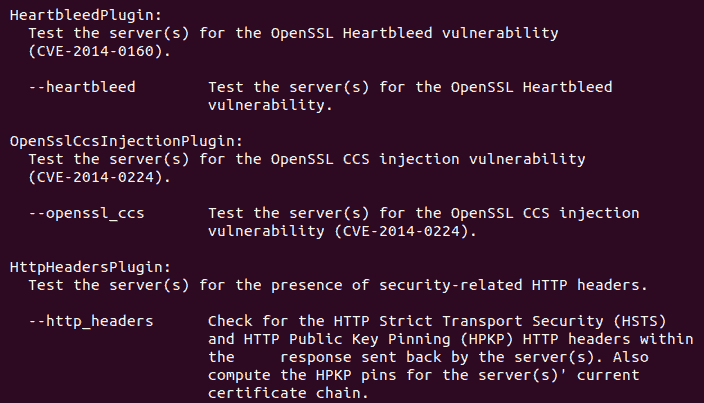 HeartbleedPlugin:
Test the server(s) for the OpenSSL Heartbleed vulnerability
(CVE-2014-0160).
--heartbleed        Test the server(s) for the OpenSSL Heartbleed
vulnerability.
OpenSslCcsInjectionPlugin:
Test the server(s) for the OpenSSL CCS injection vulnerability
(CVE-2014-0224).
--openssl_ccs       Test the server(s) for the OpenSSL CCS injection
vulnerability (CVE-2014-0224).
HttpHeadersPlugin:
Test the server(s) for the presence of security-related HTTP headers.
--http_headers      Check for the HTTP Strict Transport Security (HSTS)
and HTTP Public Key Pinning (HPKP) HTTP headers within
the     response sent back by the server(s). Also
compute the HPKP pins for the server(s)' current
certificate chain.